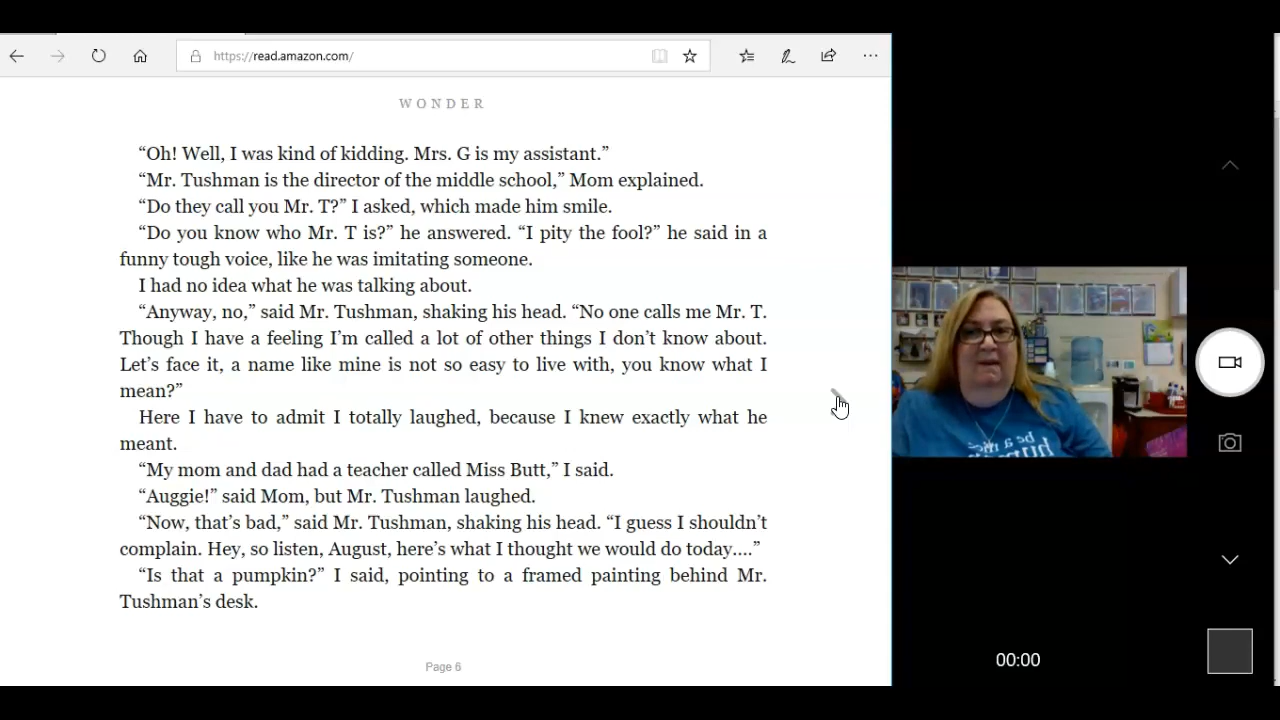 https://read.amazon.com/
WONDER
“Oh! Well, I was kind of kidding. Mrs. G is my assistant.”
“Mr. Tushman is the director of the middle school,” Mom explained.
“Do they call you Mr. T?” I asked, which made him smile.
“Do you know who Mr. T is?” he answered. “I pity the fool?” he said in a
funny tough voice, like he was imitating someone.
I had no idea what he was talking about.
“Anyway, no,” said Mr. Tushman, shaking his head. “No one calls me Mr. T.
Though I have a feeling I’m called a lot of other things I don’t know about.
Let’s face it, a name like mine is not so easy to live with, you know what I
mean?”
Here I have to admit I totally laughed, because I knew exactly what he
meant.
“My mom and dad had a teacher called Miss Butt,” I said.
“Auggie!” said Mom, but Mr. Tushman laughed.
“Now, that’s bad,” said Mr. Tushman, shaking his head. “I guess I shouldn’t
complain. Hey, so listen, August, here’s what I thought we would do today....”
“Is that a pumpkin?” I said, pointing to a framed painting behind Mr.
Tushman’s desk.
Page 6
be a nice
hum
00:00